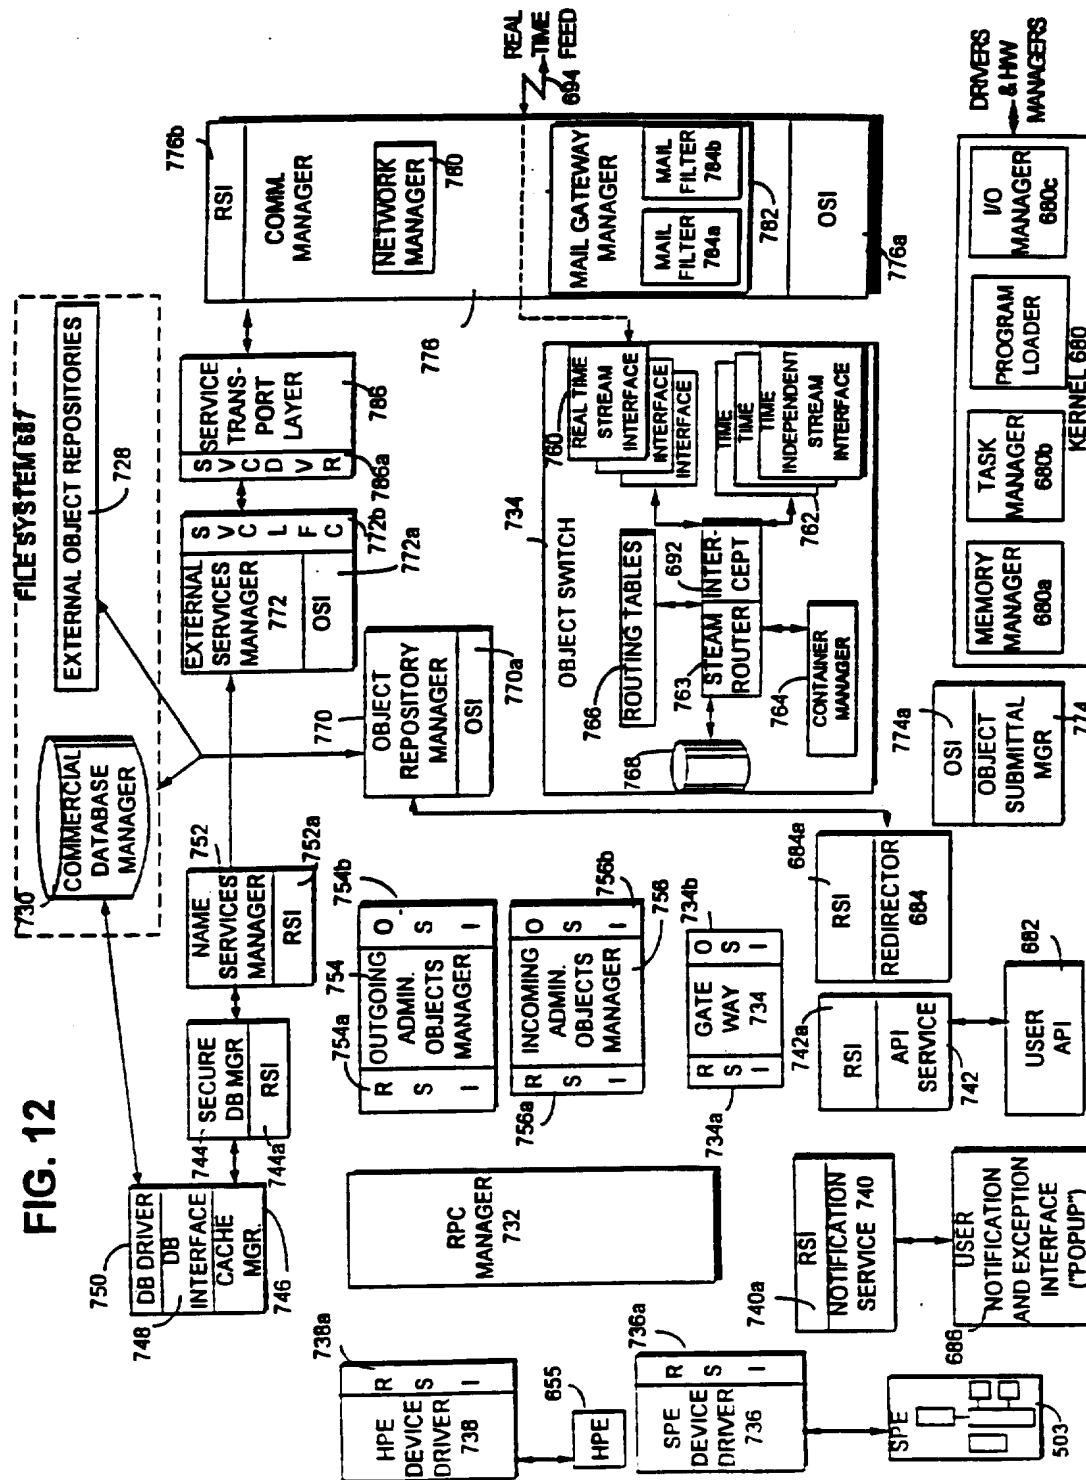 FIG. 12
FILE SYSTEM 687
EXTERNAL OBJECT REPOSITORIES
728
COMMERCIAL
DATABASE
MANAGER
730
750
DB DRIVER
DB
INTERFACE
748
CACHE
MGR.
746
744
SECURE
DB MGR
RSI
744a
NAME
SERVICES
MANAGER
752
RSI
752a
EXTERNAL
SERVICES
MANAGER
772
OSI
772a
S
V
C
L
F
C
772b
S
V
C
D
V
R
786a
SERVICE
TRANS-
PORT
LAYER
786
776b
RSI
COMM.
MANAGER
NETWORK
MANAGER
780
776
MAIL GATEWAY
MANAGER
MAIL
FILTER
784a
MAIL
FILTER
784b
782
OSI
776a
REAL
TIME
FEED
694
738a
HPE
DEVICE
DRIVER
738
R
S
I
655
HPE
736a
SPE
DEVICE
DRIVER
736
R
S
I
SPE
503
RPC
MANAGER
732
754a
R
S
I
754
OUTGOING
ADMIN.
OBJECTS
MANAGER
O
S
I
754b
756a
R
S
I
INCOMING
ADMIN.
OBJECTS
MANAGER
O
S
I
756b
758
734a
R
S
I
GATE
WAY
734
O
S
I
734b
770
OBJECT
REPOSITORY
MANAGER
OSI
770a
734
OBJECT SWITCH
760
REAL TIME
STREAM
INTERFACE
INTERFACE
INTERFACE
TIME
TIME
TIME
INDEPENDENT
STREAM
INTERFACE
762
766
ROUTING TABLES
692
763
STEAM
ROUTER
INTER-
CEPT
764
CONTAINER
MANAGER
768
740a
RSI
NOTIFICATION
SERVICE 740
686
USER
NOTIFICATION
AND EXCEPTION
INTERFACE
("POPUP")
742a
RSI
API
SERVICE
742
USER
API
682
684a
RSI
REDIRECTOR
684
774a
OSI
OBJECT
SUBMITTAL
MGR
774
MEMORY
MANAGER
680a
TASK
MANAGER
680b
PROGRAM
LOADER
I/O
MANAGER
680c
KERNEL 680
DRIVERS
& H/W
MANAGERS